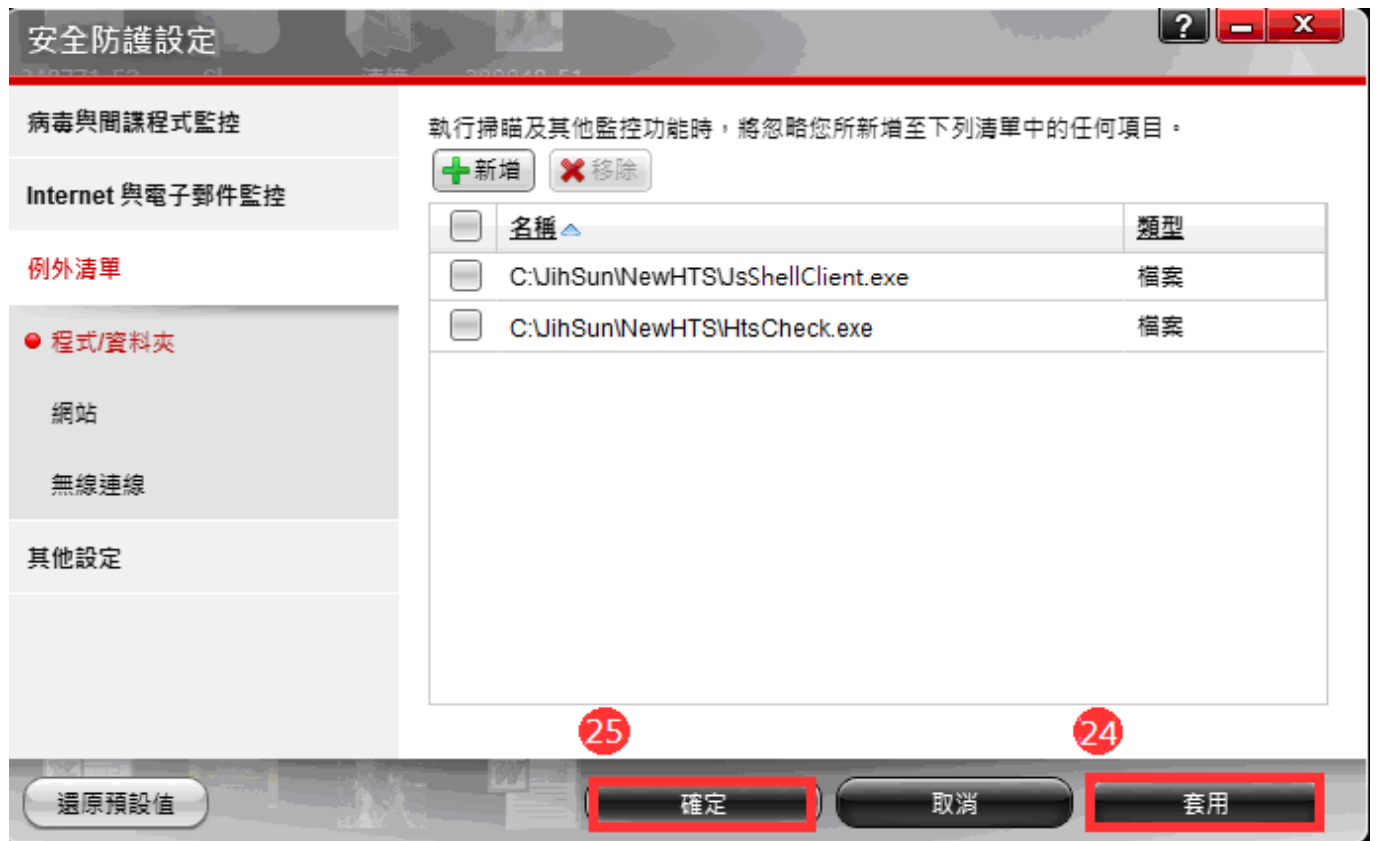 安全防護設定
?
病毒與間諜程式監控
Internet 與電子郵件監控
例外清單
程式/資料夾
網站
無線連線
其他設定
執行掃瞄及其他監控功能時，將忽略您所新增至下列清單中的任何項目。
新增 移除
名稱 類型
C:\JihSun\NewHTS\JsShellClient.exe 檔案
C:\JihSun\NewHTS\HtsCheck.exe 檔案
25 24
還原預設值 確定 取消 套用